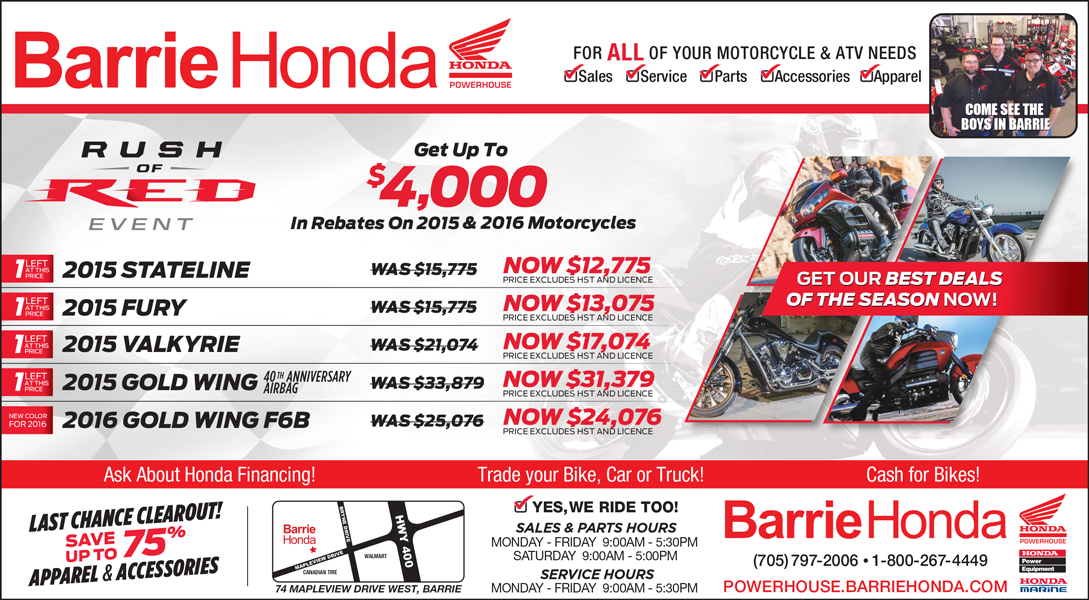 Barrie Honda
HONDA
POWERHOUSE
FOR ALL OF YOUR MOTORCYCLE & ATV NEEDS
Sales Service Parts Accessories Apparel
COME SEE THE
BOYS IN BARRIE
RUSH
OF
RED
EVENT
Get Up To
$4,000
In Rebates On 2015 & 2016 Motorcycles
1 LEFT AT THIS PRICE 2015 STATELINE WAS $15,775 NOW $12,775
PRICE EXCLUDES HST AND LICENCE
1 LEFT AT THIS PRICE 2015 FURY WAS $15,775 NOW $13,075
PRICE EXCLUDES HST AND LICENCE
1 LEFT AT THIS PRICE 2015 VALKYRIE WAS $21,074 NOW $17,074
PRICE EXCLUDES HST AND LICENCE
1 LEFT AT THIS PRICE 2015 GOLD WING 40TH ANNIVERSARY AIRBAG WAS $33,879 NOW $31,379
PRICE EXCLUDES HST AND LICENCE
NEW COLOR FOR 2016 2016 GOLD WING F6B WAS $25,076 NOW $24,076
PRICE EXCLUDES HST AND LICENCE
GET OUR BEST DEALS
OF THE SEASON NOW!
Ask About Honda Financing! Trade your Bike, Car or Truck! Cash for Bikes!
LAST CHANCE CLEAROUT!
SAVE
UP TO 75%
APPAREL & ACCESSORIES
Barrie
Honda
BRYNE DRIVE
HWY 400
MAPLEVIEW DRIVE
WALMART
CANADIAN TIRE
74 MAPLEVIEW DRIVE WEST, BARRIE
YES, WE RIDE TOO!
SALES & PARTS HOURS
MONDAY - FRIDAY 9:00AM - 5:30PM
SATURDAY 9:00AM - 5:00PM
SERVICE HOURS
MONDAY - FRIDAY 9:00AM - 5:30PM
Barrie Honda
(705) 797-2006 • 1-800-267-4449
POWERHOUSE.BARRIEHONDA.COM
HONDA
POWERHOUSE
HONDA
Power
Equipment
HONDA
MARINE